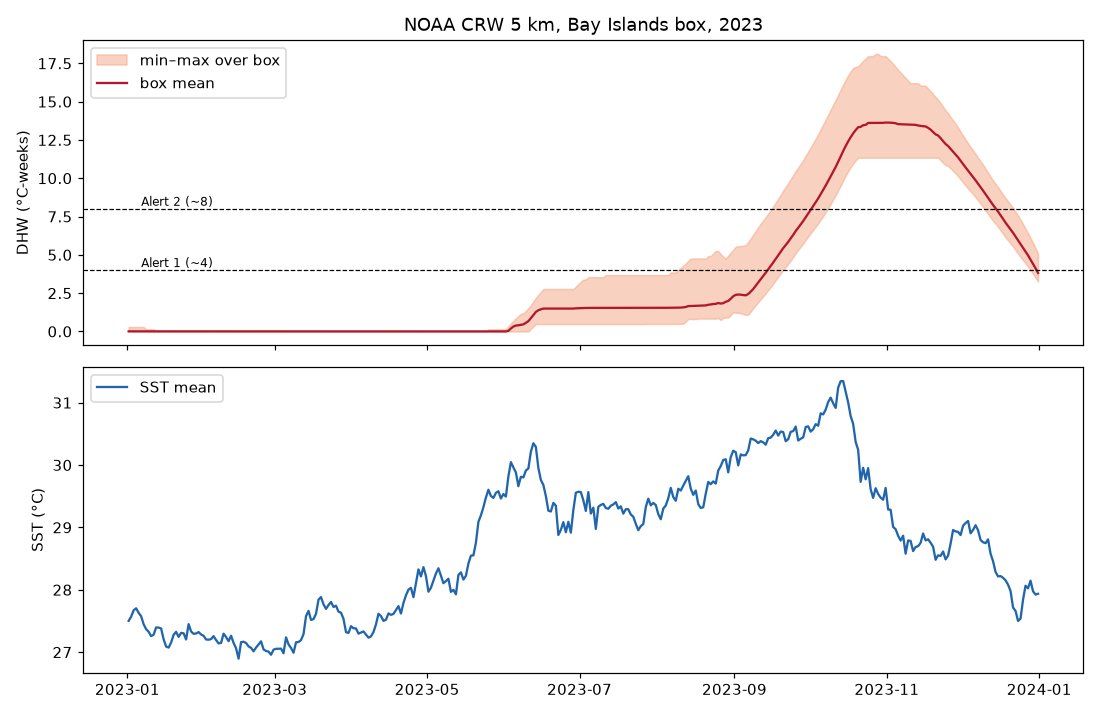 NOAA CRW 5 km, Bay Islands box, 2023
DHW (°C-weeks)
17.5
15.0
12.5
10.0
7.5
5.0
2.5
0.0
min–max over box
box mean
Alert 2 (~8)
Alert 1 (~4)
SST (°C)
31
30
29
28
27
SST mean
2023-01
2023-03
2023-05
2023-07
2023-09
2023-11
2024-01